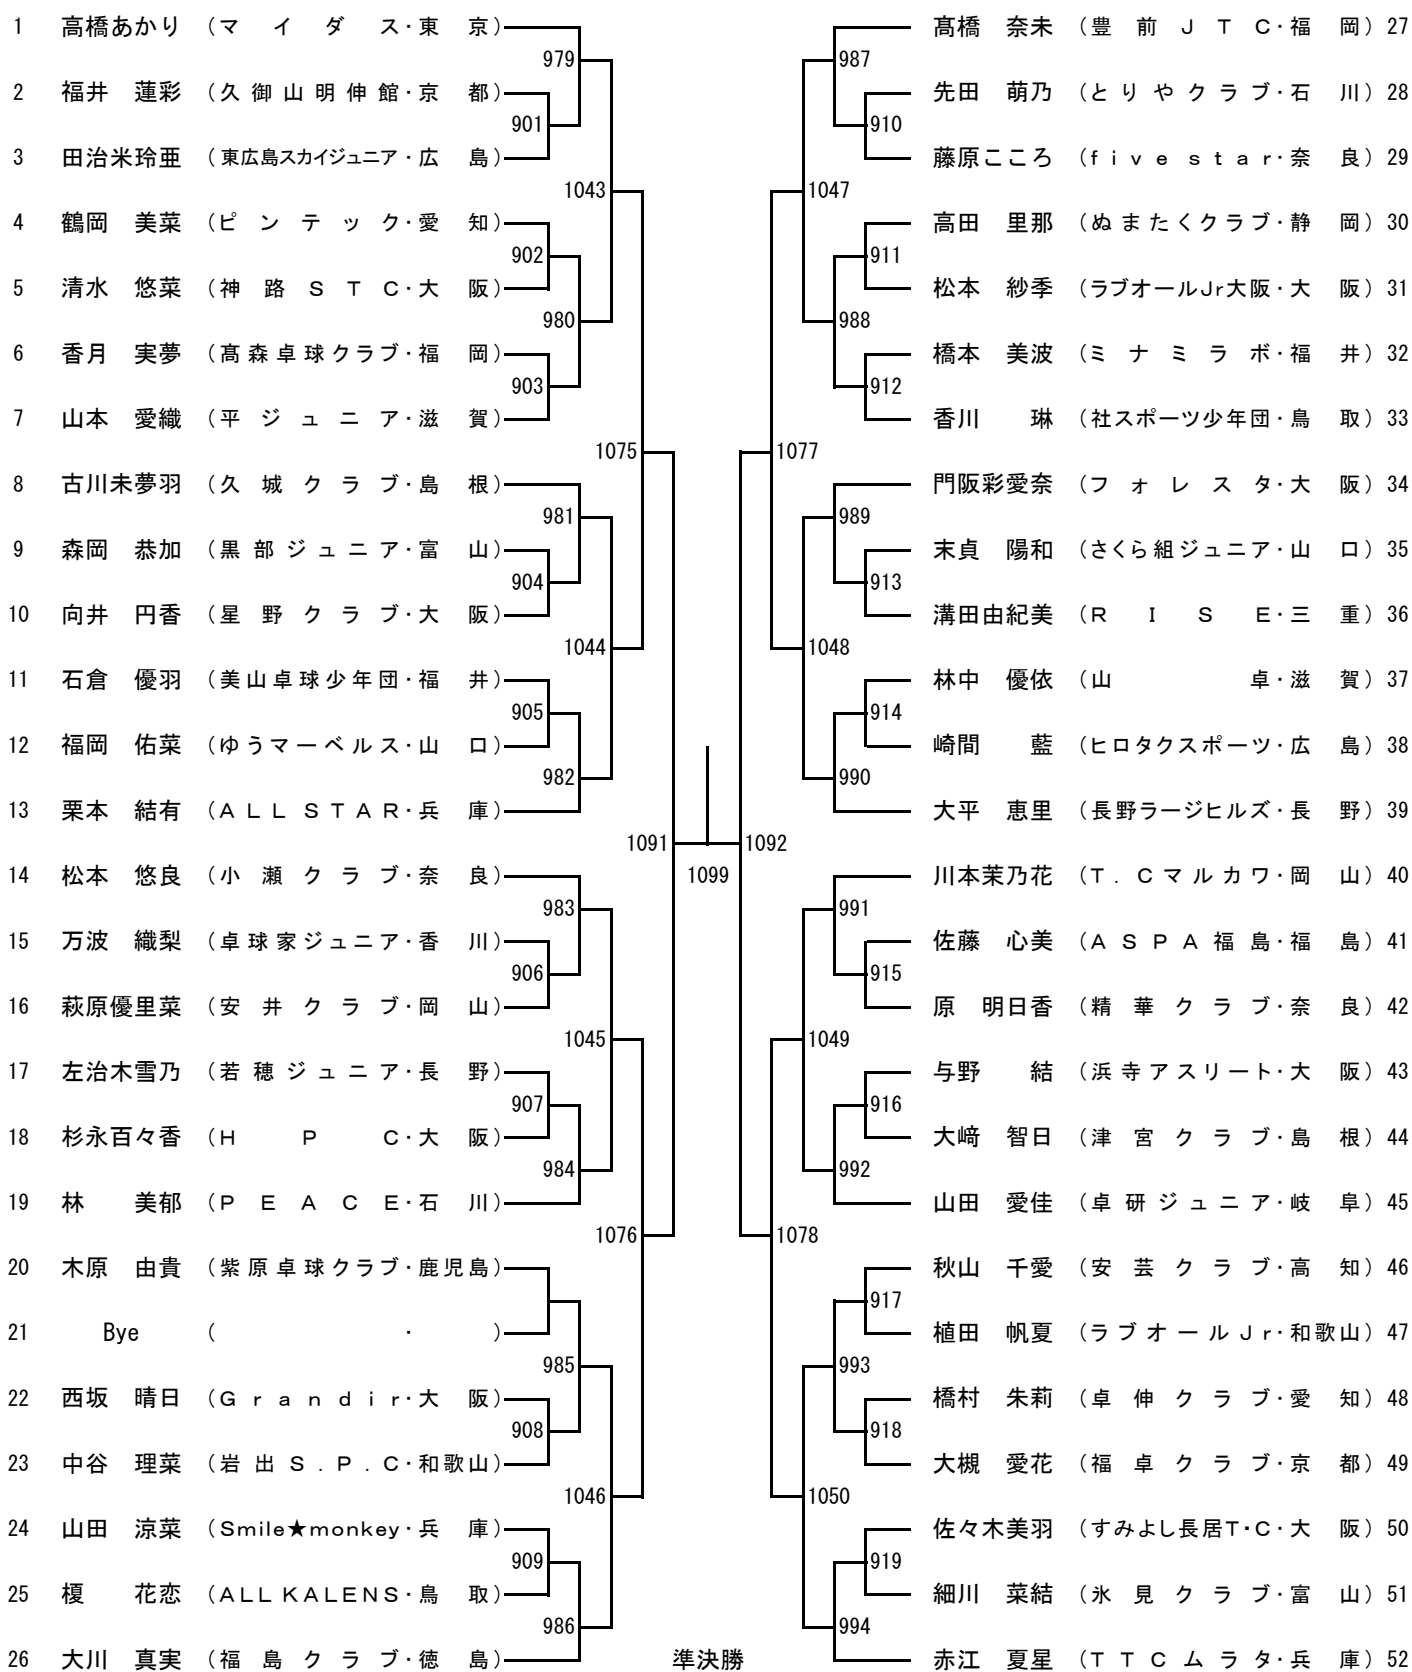 1 高橋あかり (マイダス・東京)
979
2 福井 蓮彩 (久御山明伸館・京都)
901
3 田治米玲亜 (東広島スカイジュニア・広島)
1043
4 鶴岡 美菜 (ピンテック・愛知)
902
5 清水 悠菜 (神路STC・大阪)
980
6 香月 実夢 (髙森卓球クラブ・福岡)
903
7 山本 愛織 (平ジュニア・滋賀)
1075
8 古川未夢羽 (久城クラブ・島根)
981
9 森岡 恭加 (黒部ジュニア・富山)
904
10 向井 円香 (星野クラブ・大阪)
1044
11 石倉 優羽 (美山卓球少年団・福井)
905
12 福岡 佑菜 (ゆうマーベルス・山口)
982
13 栗本 結有 (ALL STAR・兵庫)
1091
14 松本 悠良 (小瀬クラブ・奈良)
983
15 万波 織梨 (卓球家ジュニア・香川)
906
16 萩原優里菜 (安井クラブ・岡山)
1045
17 左治木雪乃 (若穂ジュニア・長野)
907
18 杉永百々香 (HPC・大阪)
984
19 林 美郁 (PEACE・石川)
1076
20 木原 由貴 (紫原卓球クラブ・鹿児島)
21 Bye ( ・ )
985
22 西坂 晴日 (Grandir・大阪)
908
23 中谷 理菜 (岩出S.P.C・和歌山)
1046
24 山田 涼菜 (Smile★monkey・兵庫)
909
25 榎 花恋 (ALL KALENS・鳥取)
986
26 大川 真実 (福島クラブ・徳島)
1099
準決勝
髙橋 奈未 (豊前JTC・福岡) 27
987
先田 萌乃 (とりやクラブ・石川) 28
910
藤原こころ (five star・奈良) 29
1047
高田 里那 (ぬまたくクラブ・静岡) 30
911
松本 紗季 (ラブオールJr大阪・大阪) 31
988
橋本 美波 (ミナミラボ・福井) 32
912
香川 琳 (社スポーツ少年団・鳥取) 33
1077
門阪彩愛奈 (フォレスタ・大阪) 34
989
末貞 陽和 (さくら組ジュニア・山口) 35
913
溝田由紀美 (RISE・三重) 36
1048
林中 優依 (山卓・滋賀) 37
914
崎間 藍 (ヒロタクスポーツ・広島) 38
990
大平 恵里 (長野ラージヒルズ・長野) 39
1092
川本茉乃花 (T.Cマルカワ・岡山) 40
991
佐藤 心美 (ASPA福島・福島) 41
915
原 明日香 (精華クラブ・奈良) 42
1049
与野 結 (浜寺アスリート・大阪) 43
916
大﨑 智日 (津宮クラブ・島根) 44
992
山田 愛佳 (卓研ジュニア・岐阜) 45
1078
秋山 千愛 (安芸クラブ・高知) 46
917
植田 帆夏 (ラブオールJr・和歌山) 47
993
橋村 朱莉 (卓伸クラブ・愛知) 48
918
大槻 愛花 (福卓クラブ・京都) 49
1050
佐々木美羽 (すみよし長居T・C・大阪) 50
919
細川 菜結 (氷見クラブ・富山) 51
994
赤江 夏星 (TTCムラタ・兵庫) 52